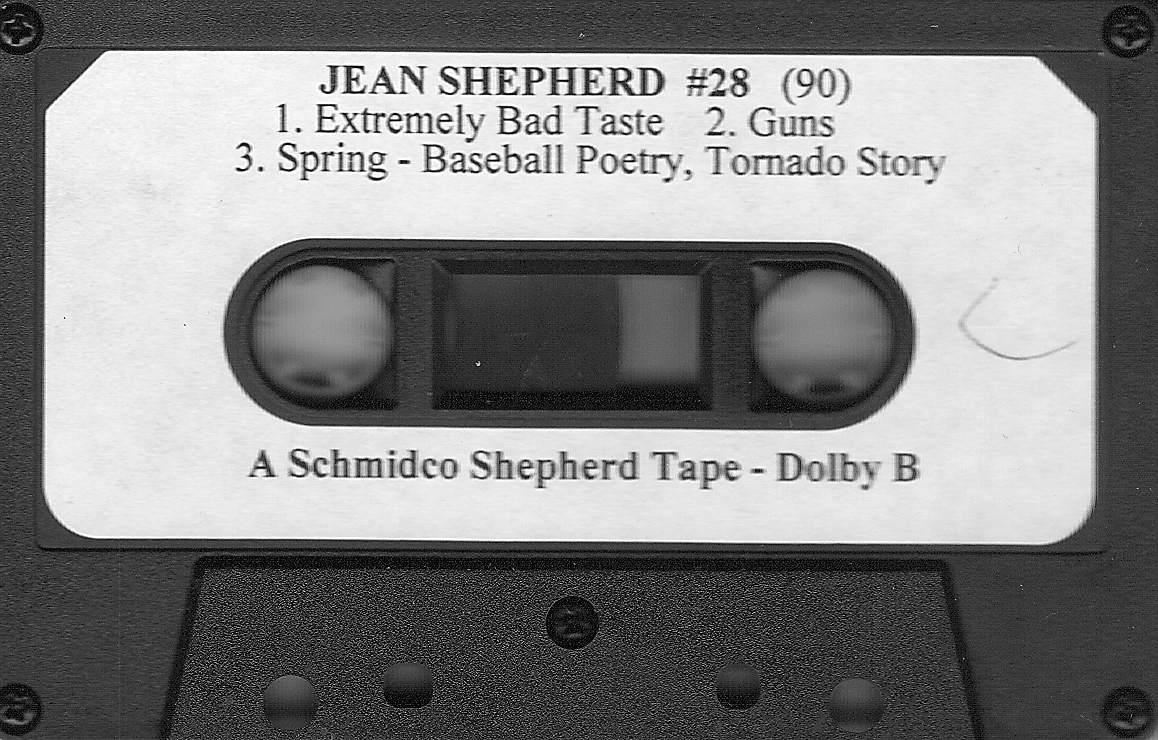 JEAN SHEPHERD #28 (90)
1. Extremely Bad Taste 2. Guns
3. Spring - Baseball Poetry, Tornado Story
A Schmidco Shepherd Tape - Dolby B